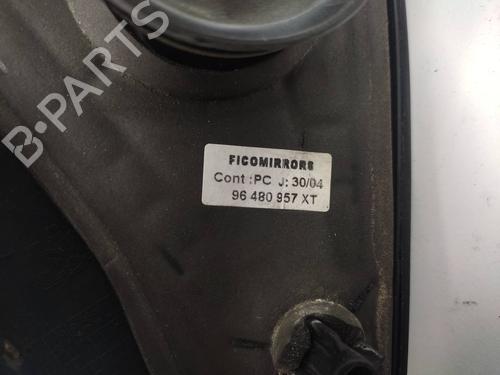 B-PARTS
FICOMIRRORS
Cont :PC J: 30/04
96 480 957 XT